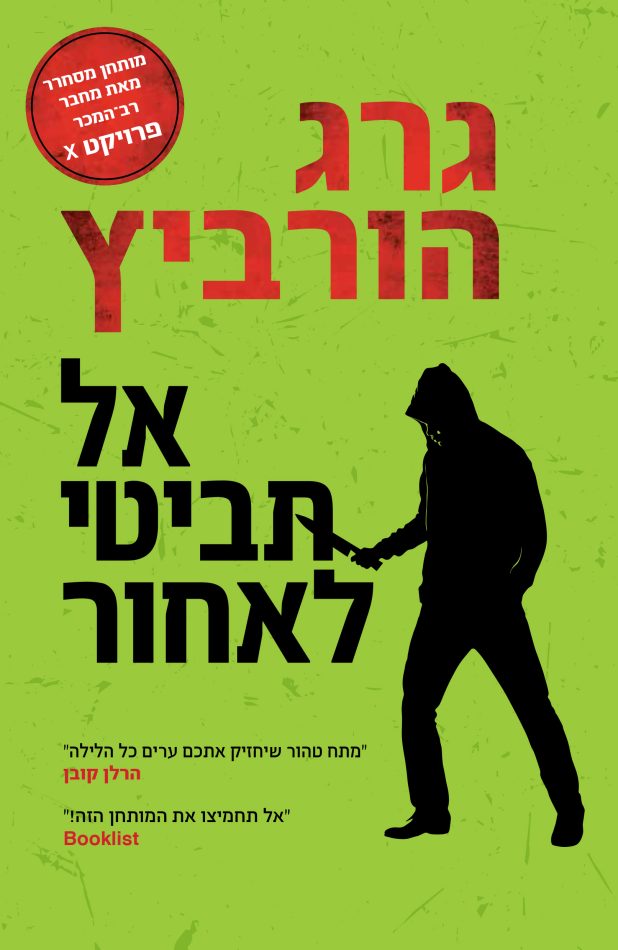 מותחן מסחרר
מאת מחבר
רב־המכר
פרויקט X
גרג
הורביץ
אל
תביטי
לאחור
"מתח טהור שיחזיק אתכם ערים כל הלילה"
הרלן קובן
"אל תחמיצו את המותחן הזה!"
Booklist